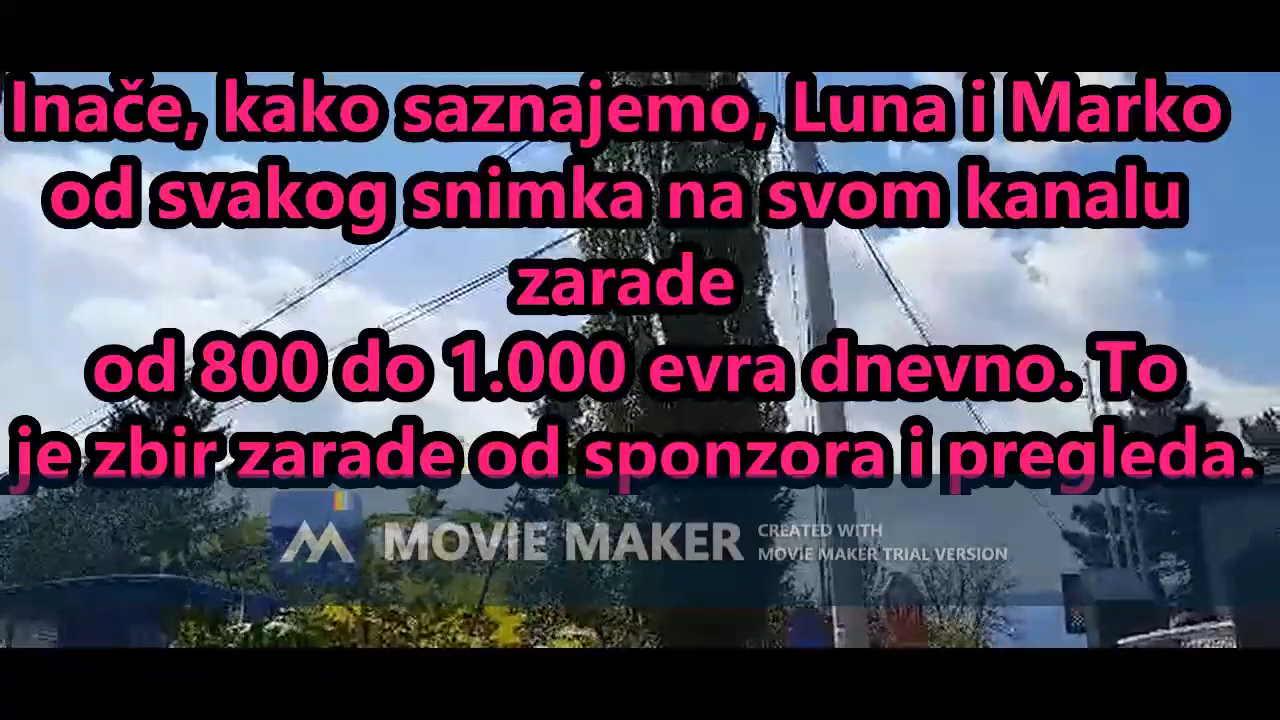 Inače, kako saznajemo, Luna i Marko
od svakog snimka na svom kanalu
zarade
od 800 do 1.000 evra dnevno. To
je zbir zarade od sponzora i pregleda.
MOVIE MAKER
CREATED WITH
MOVIE MAKER TRIAL VERSION